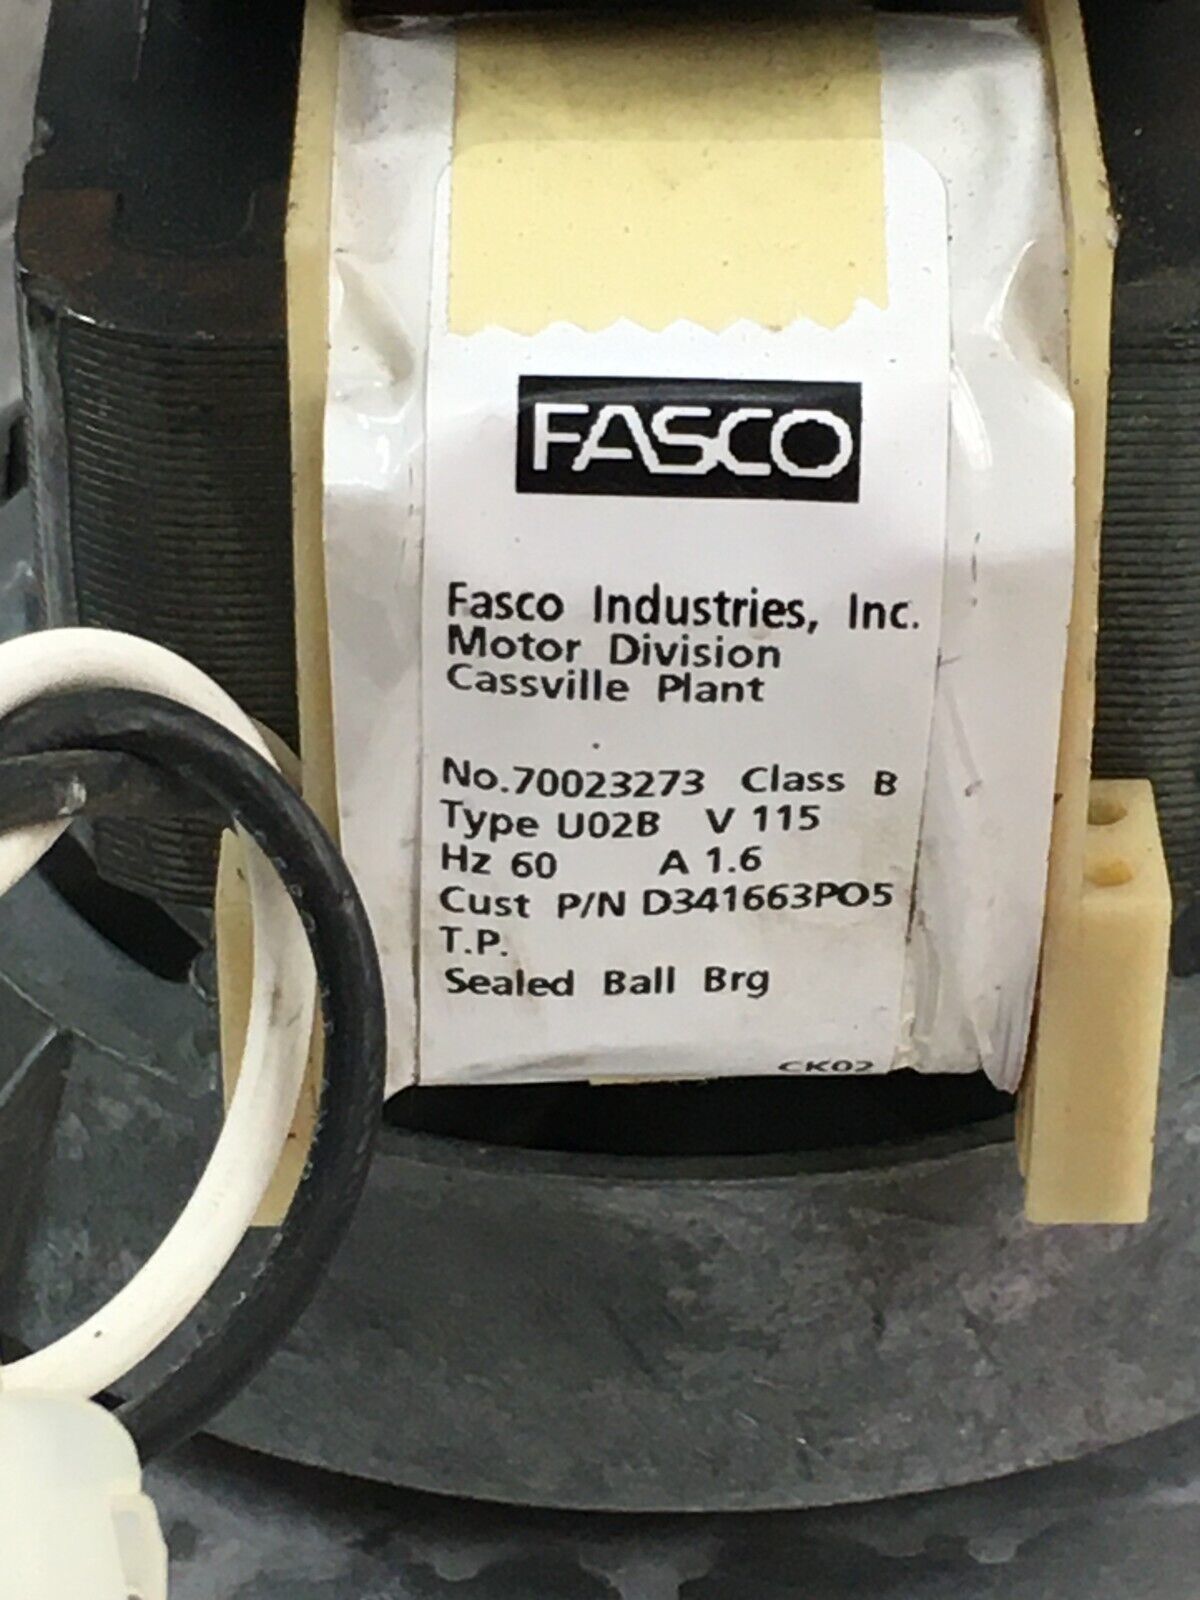 FASCO
Fasco Industries, Inc.
Motor Division
Cassville Plant
No.70023273 Class B
Type U02B V 115
Hz 60 A 1.6
Cust P/N D341663PO5
T.P.
Sealed Ball Brg
CK02